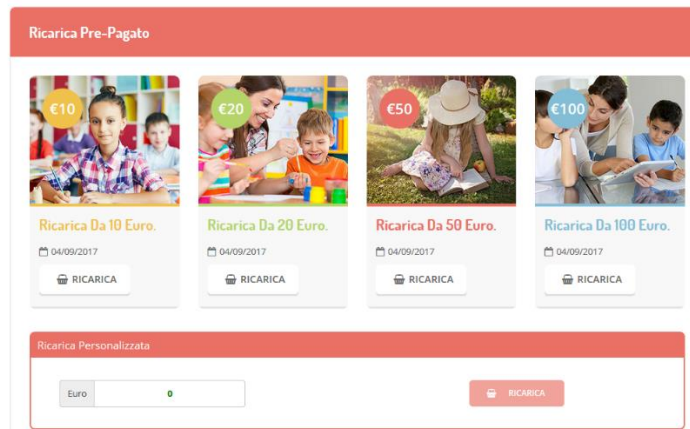 Ricarica Pre-Pagato
€10
€20
€50
€100
Ricarica Da 10 Euro.
Ricarica Da 20 Euro.
Ricarica Da 50 Euro.
Ricarica Da 100 Euro.
04/09/2017
04/09/2017
04/09/2017
04/09/2017
RICARICA
RICARICA
RICARICA
RICARICA
Ricarica Personalizzata
Euro 0
RICARICA